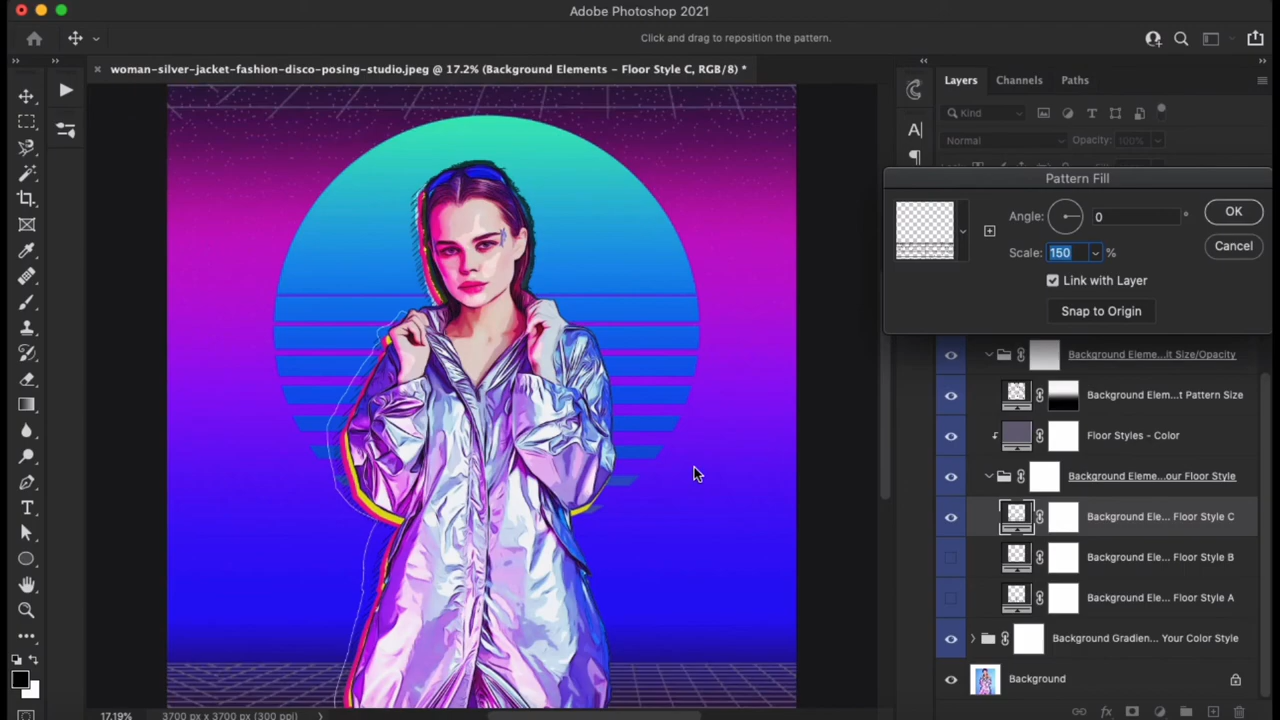 Adobe Photoshop 2021
Click and drag to reposition the pattern.
woman-silver-jacket-fashion-disco-posing-studio.jpeg @ 17.2% (Background Elements - Floor Style C, RGB/8) *
Layers
Channels
Paths
Kind
Normal
Opacity: 100%
Pattern Fill
Angle:
0
°
OK
Scale:
150
%
Cancel
Link with Layer
Snap to Origin
Background Eleme...it Size/Opacity
Background Elem...t Pattern Size
Floor Styles - Color
Background Eleme...our Floor Style
Background Ele... Floor Style C
Background Ele... Floor Style B
Background Ele... Floor Style A
Background Gradien... Your Color Style
Background
17.19%
3700 px x 3700 px (300 ppi)